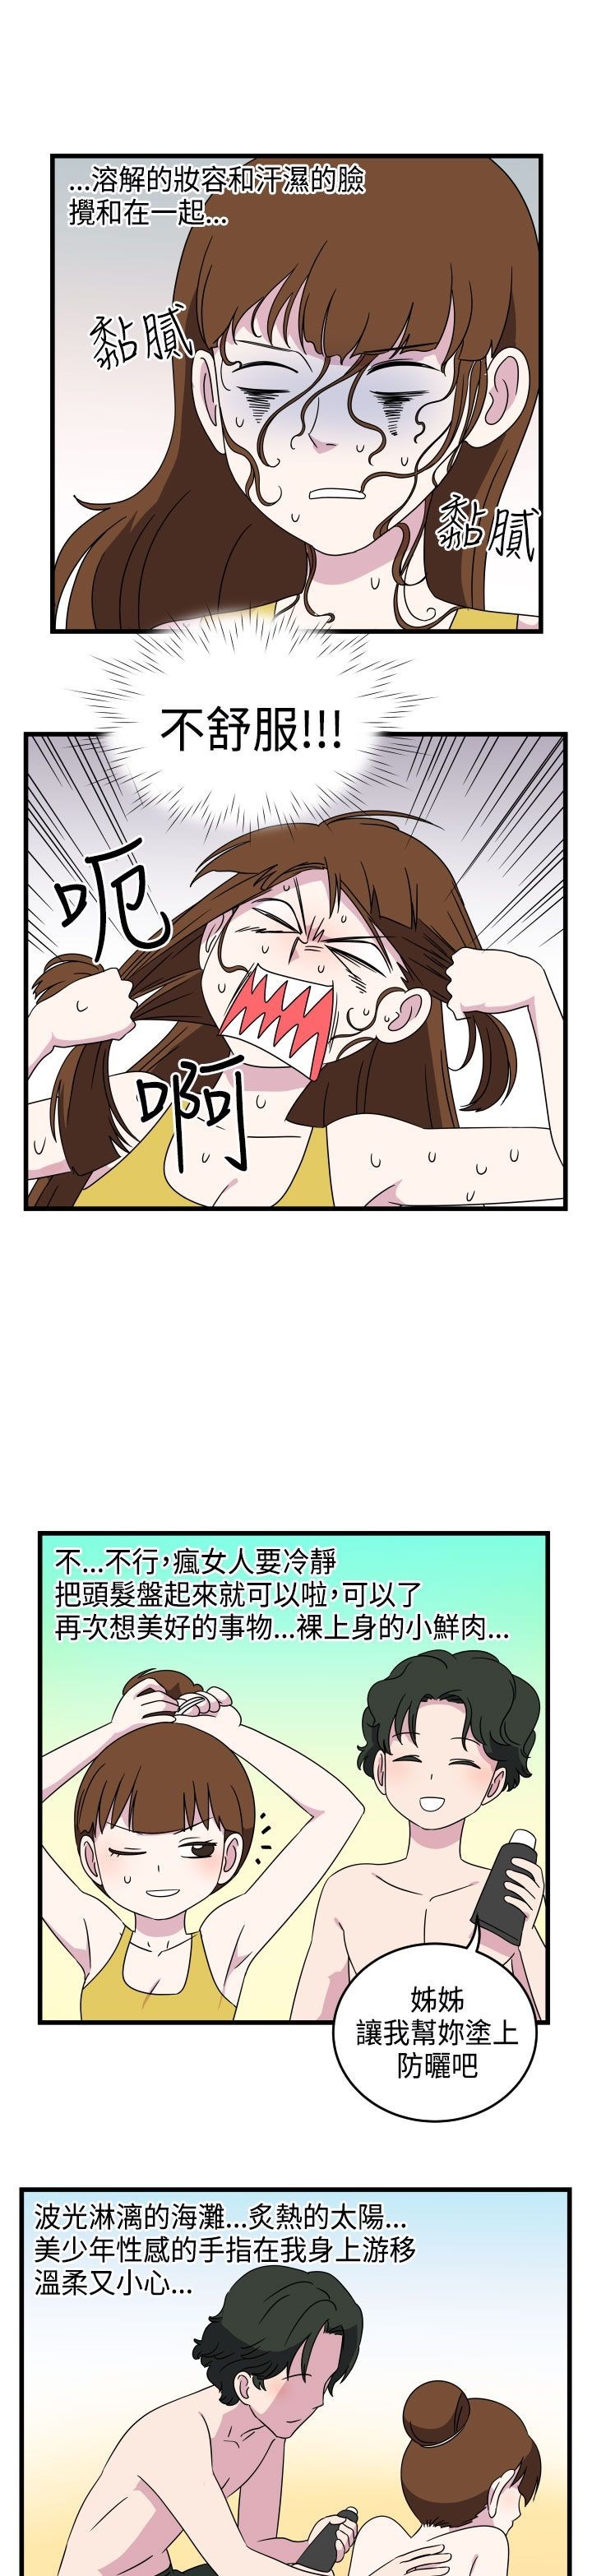 ...溶解的妝容和汗濕的臉
攪和在一起...
黏膩
黏膩
不舒服!!!
呃
啊
不...不行，瘋女人要冷靜
把頭髮盤起來就可以啦，可以了
再次想美好的事物...裸上身的小鮮肉...
姊姊
讓我幫妳塗上
防曬吧
波光淋漓的海灘...炙熱的太陽...
美少年性感的手指在我身上游移
溫柔又小心...